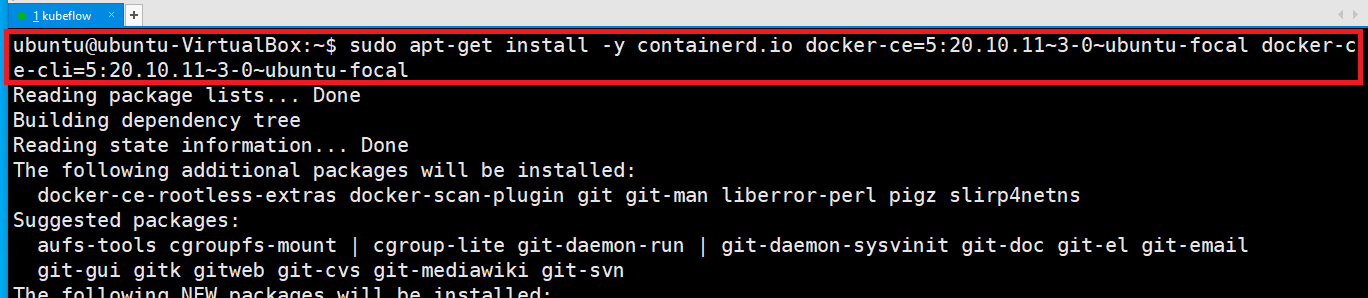 1 kubeflow × +
ubuntu@ubuntu-VirtualBox:~$ sudo apt-get install -y containerd.io docker-ce=5:20.10.11~3-0~ubuntu-focal docker-c
e-cli=5:20.10.11~3-0~ubuntu-focal
Reading package lists... Done
Building dependency tree
Reading state information... Done
The following additional packages will be installed:
  docker-ce-rootless-extras docker-scan-plugin git git-man liberror-perl pigz slirp4netns
Suggested packages:
  aufs-tools cgroupfs-mount | cgroup-lite git-daemon-run | git-daemon-sysvinit git-doc git-el git-email
  git-gui gitk gitweb git-cvs git-mediawiki git-svn
The following NEW packages will be installed: